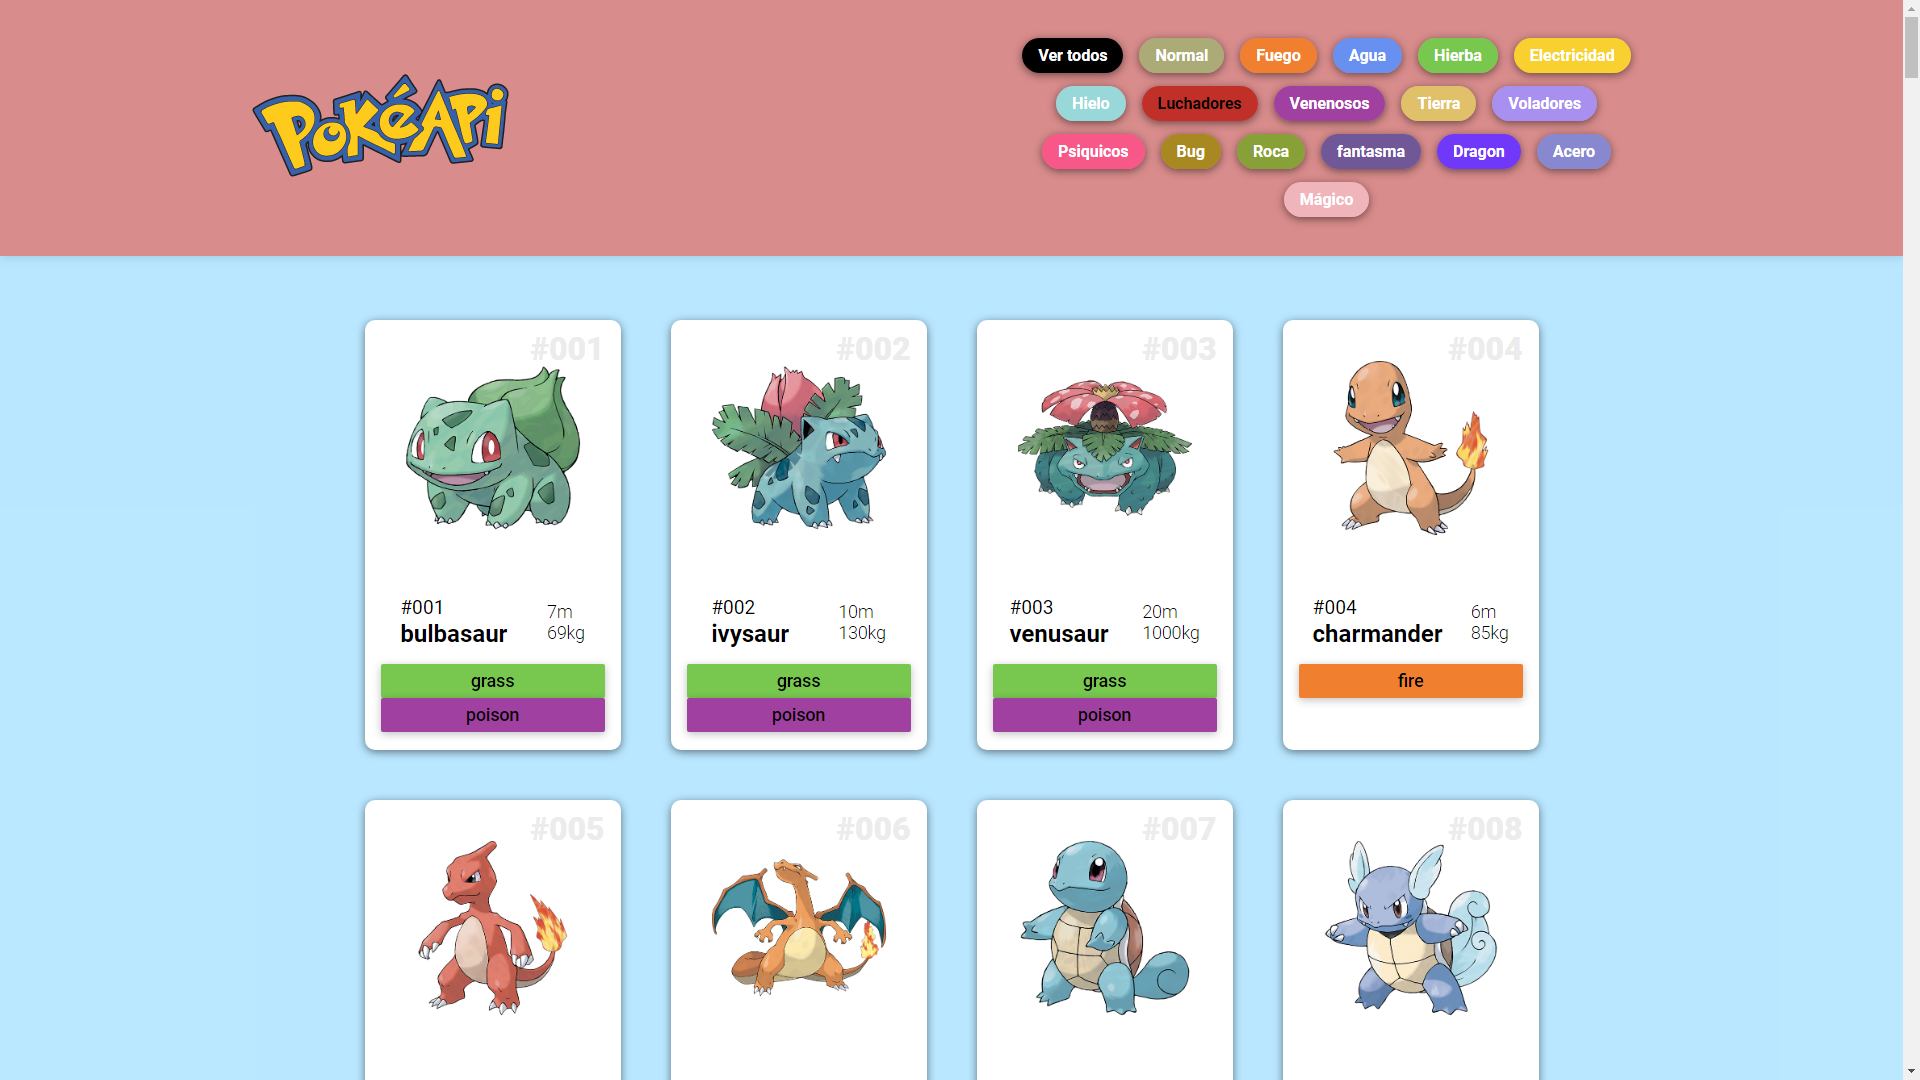 PokéApi
Ver todos Normal Fuego Agua Hierba Electricidad
Hielo Luchadores Venenosos Tierra Voladores
Psiquicos Bug Roca fantasma Dragon Acero
Mágico
#001 #002 #003 #004
#001 7m
bulbasaur 69kg
grass
poison
#002 10m
ivysaur 130kg
grass
poison
#003 20m
venusaur 1000kg
grass
poison
#004 6m
charmander 85kg
fire
#005 #006 #007 #008